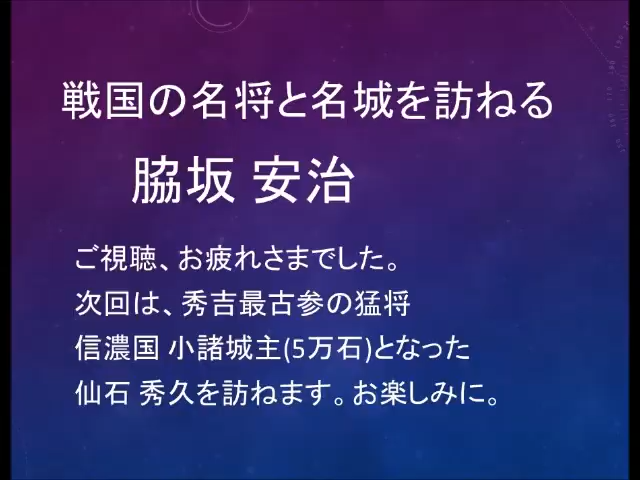 戦国の名将と名城を訪ねる
脇坂 安治
ご視聴、お疲れさまでした。
次回は、秀吉最古参の猛将
信濃国 小諸城主(5万石)となった
仙石 秀久を訪ねます。お楽しみに。